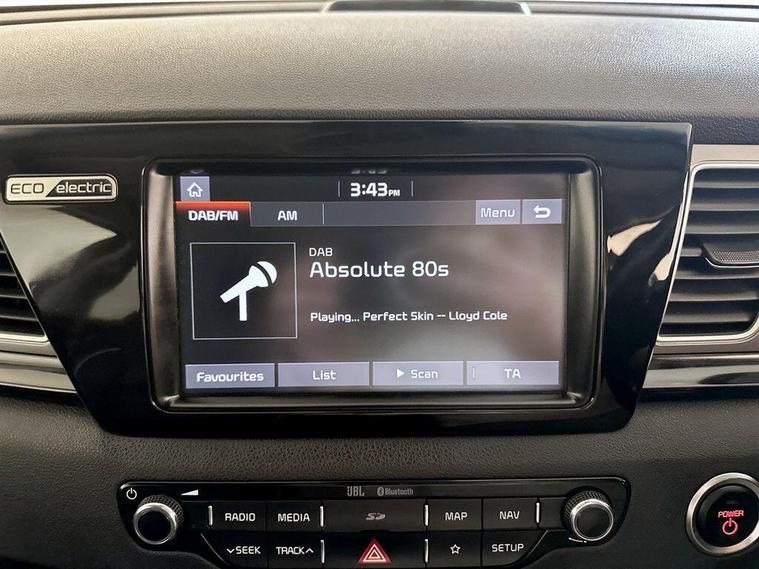 ECO electric
3:43PM
DAB/FM AM Menu
DAB
Absolute 80s
Playing... Perfect Skin -- Lloyd Cole
Favourites List Scan TA
JBL Bluetooth
RADIO MEDIA SD MAP NAV
SEEK TRACK SETUP
POWER